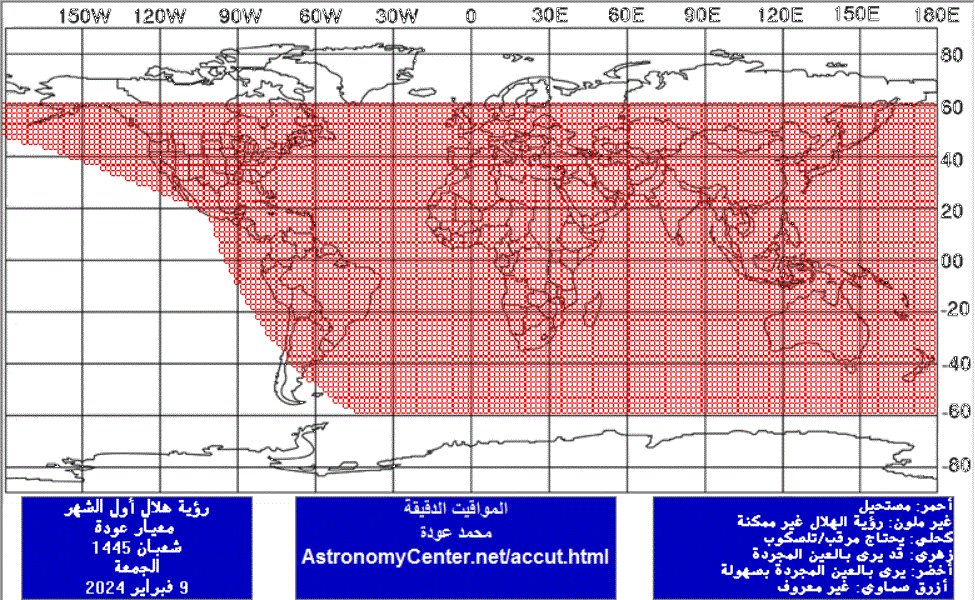 150W 120W 90W 60W 30W 0 30E 60E 90E 120E 150E 180E
80
60
40
20
00
-20
-40
-60
-80
رؤية هلال أول الشهر
معيار عودة
شعبان 1445
الجمعة
9 فبراير 2024
المواقيت الدقيقة
محمد عودة
AstronomyCenter.net/accut.html
أحمر: مستحيل
غير ملون: رؤية الهلال غير ممكنة
كحلي: يحتاج مرقب/تلسكوب
زهري: قد يرى بالعين المجردة
أخضر: يرى بالعين المجردة بسهولة
أزرق سماوي: غير معروف